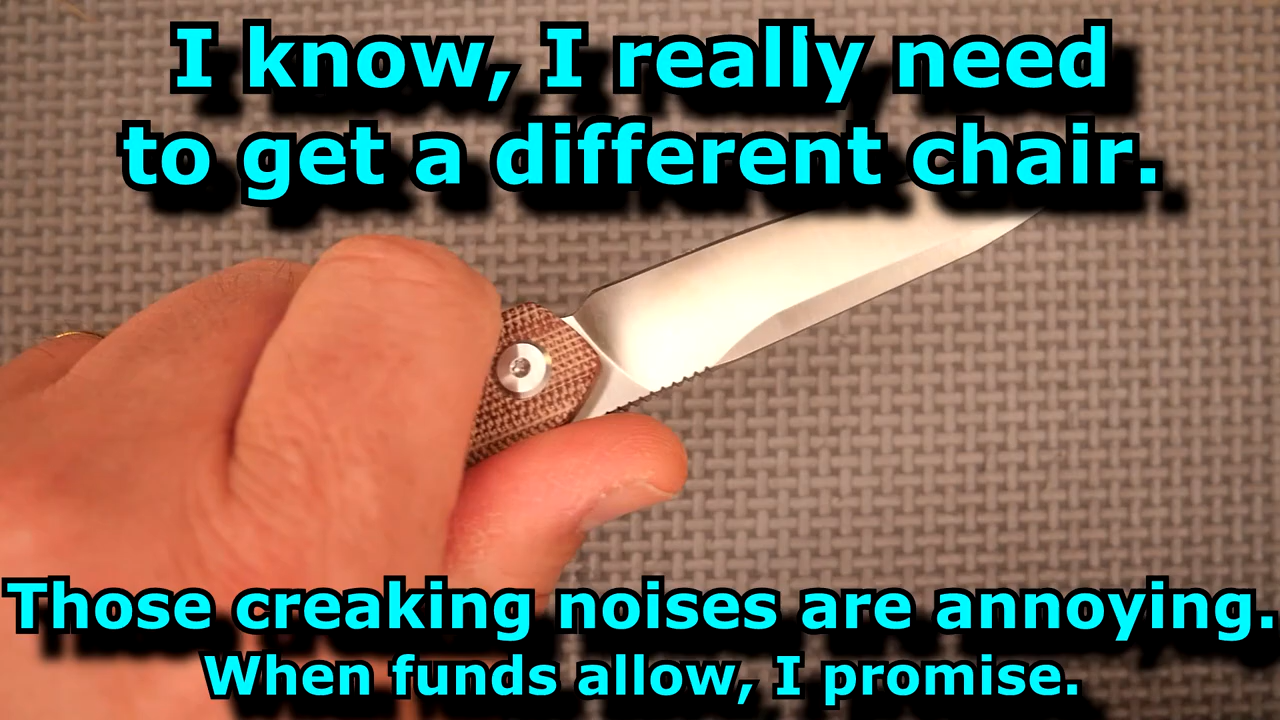 I know, I really need
to get a different chair.
Those creaking noises are annoying.
When funds allow, I promise.